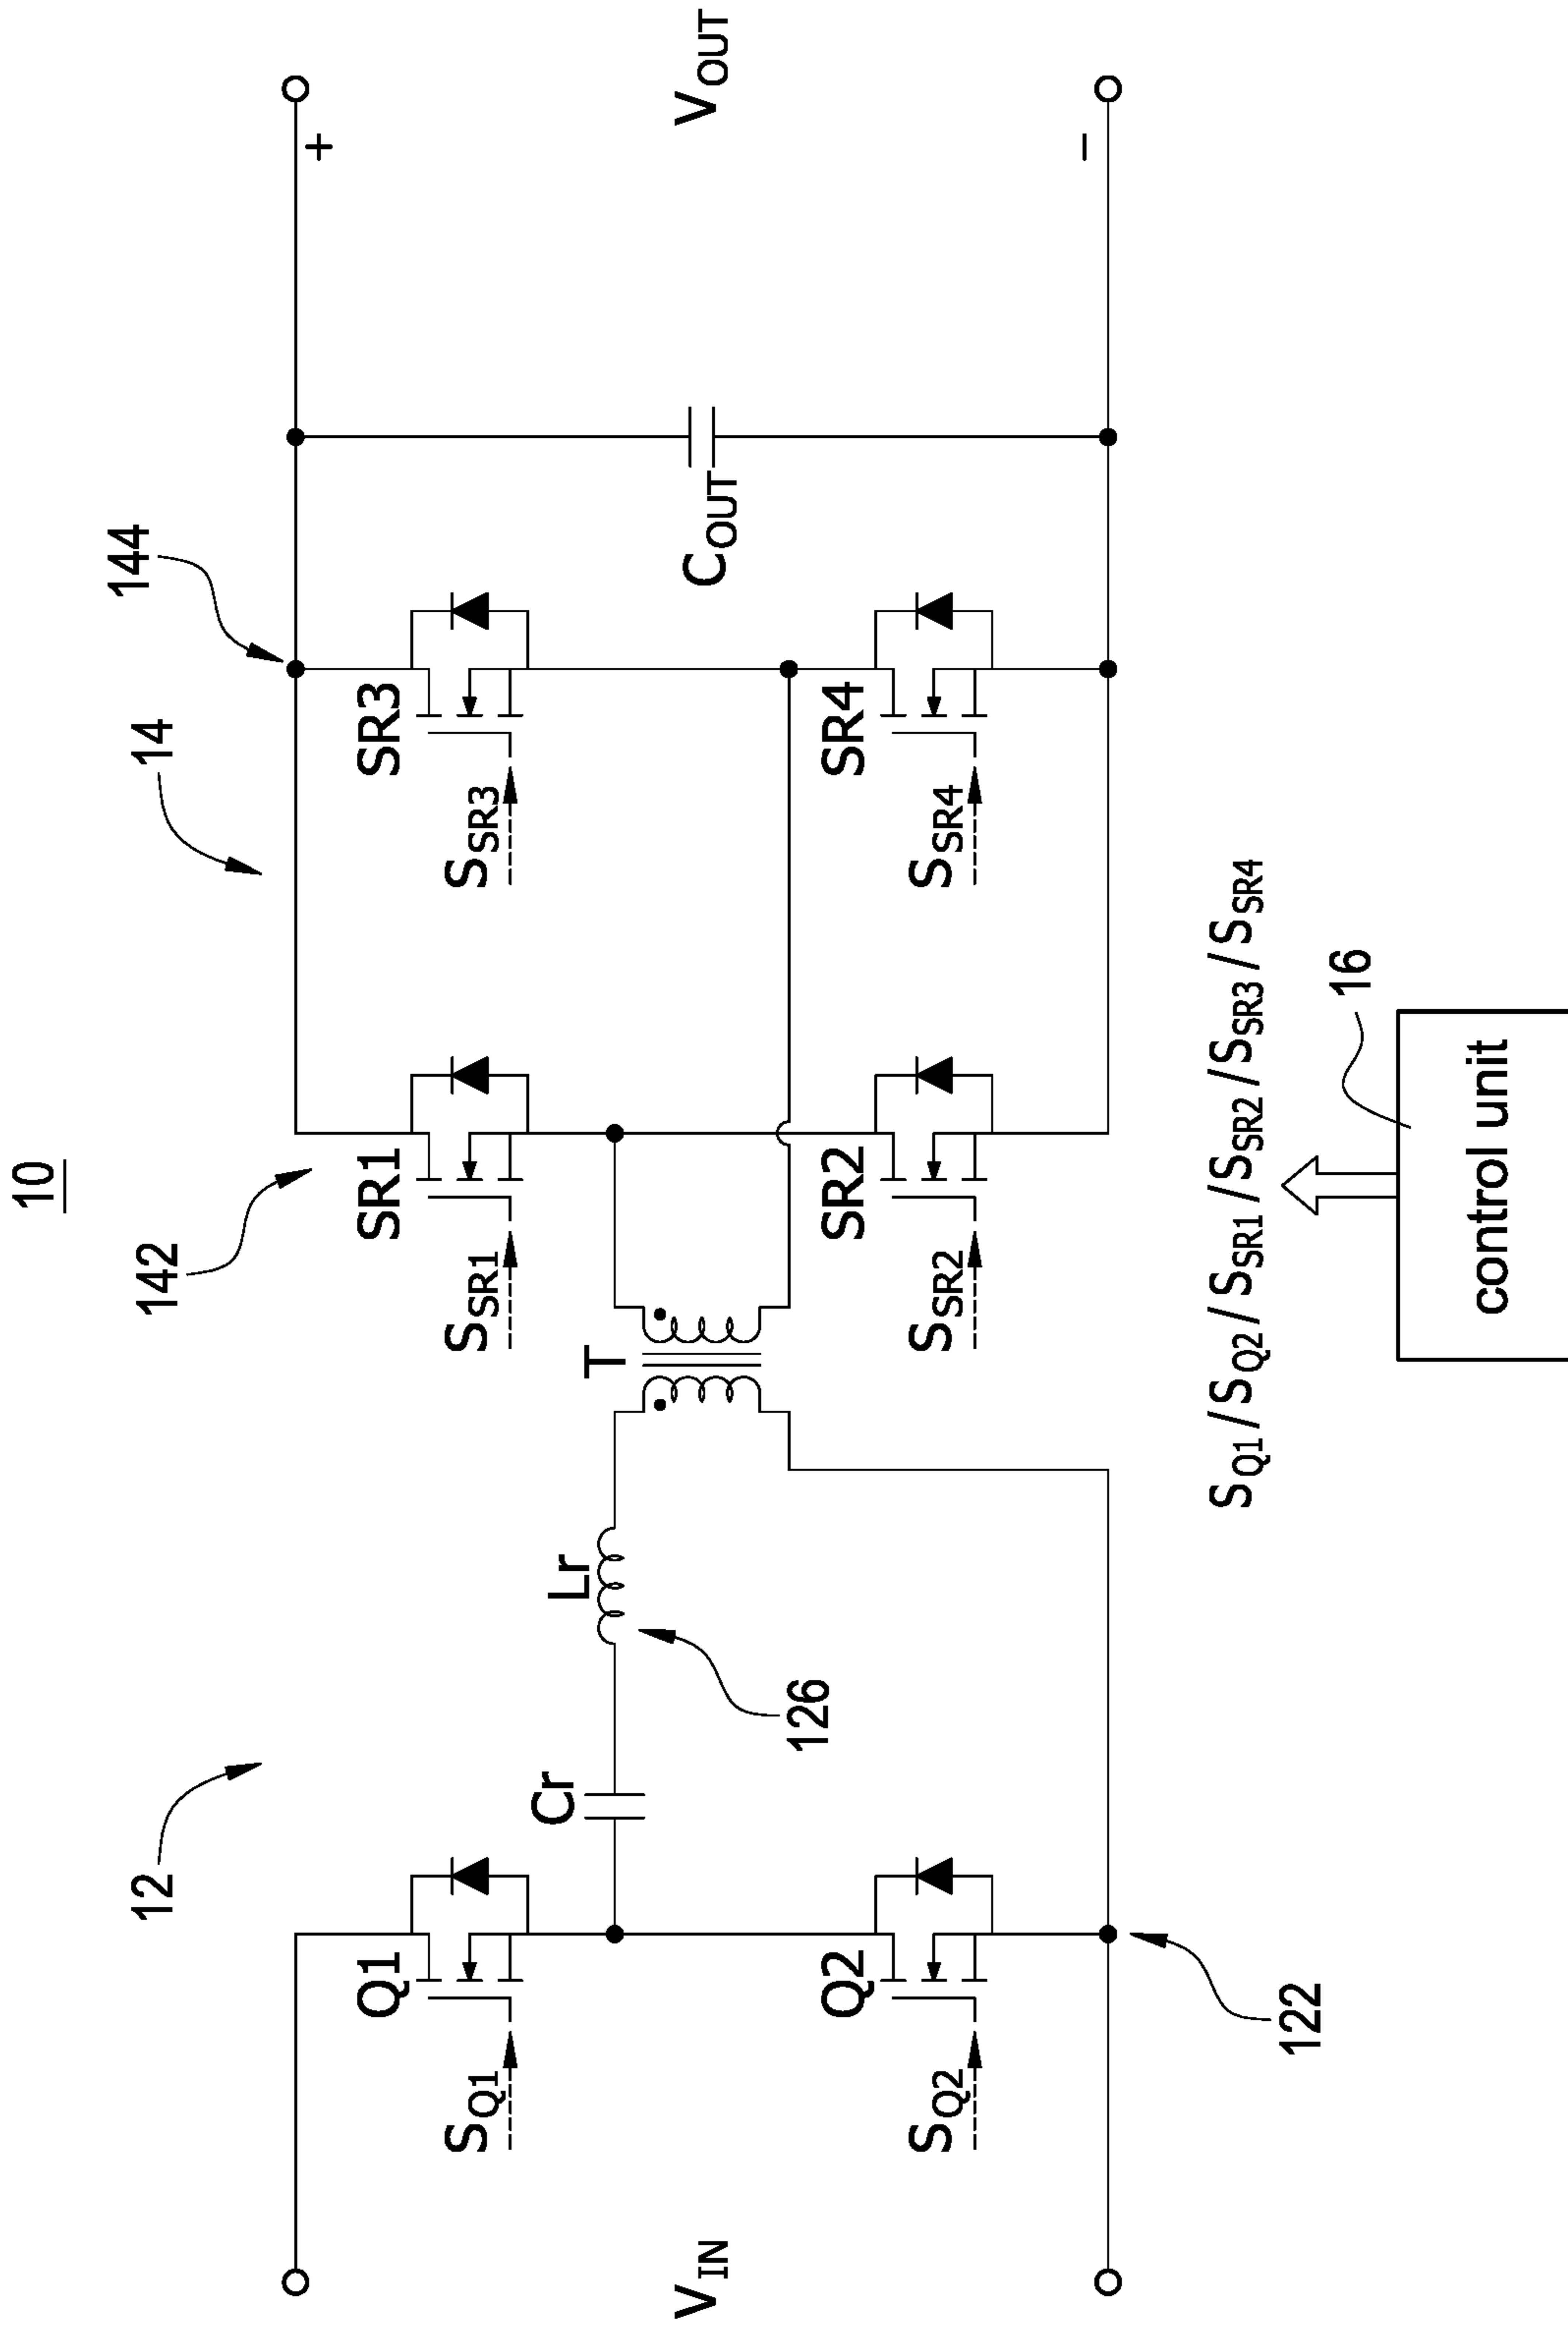 10
12
14
142
144
Q1
SR1
SR3
S_Q1
S_SR1
S_SR3
Cr
Lr
T
126
V_IN
C_OUT
V_OUT
+
−
Q2
SR2
SR4
S_Q2
S_SR2
S_SR4
122
S_Q1 / S_Q2 / S_SR1 / S_SR2 / S_SR3 / S_SR4
16
control unit